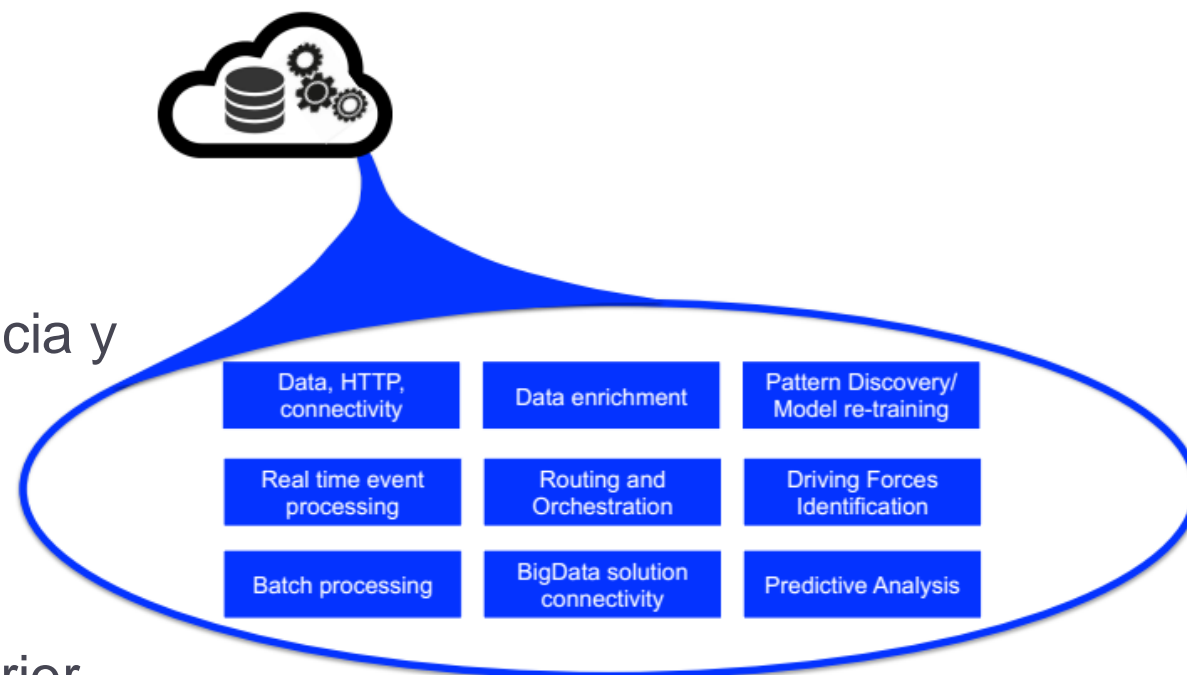 cia y
Data, HTTP,
connectivity
Data enrichment
Pattern Discovery/
Model re-training
Real time event
processing
Routing and
Orchestration
Driving Forces
Identification
Batch processing
BigData solution
connectivity
Predictive Analysis
rior